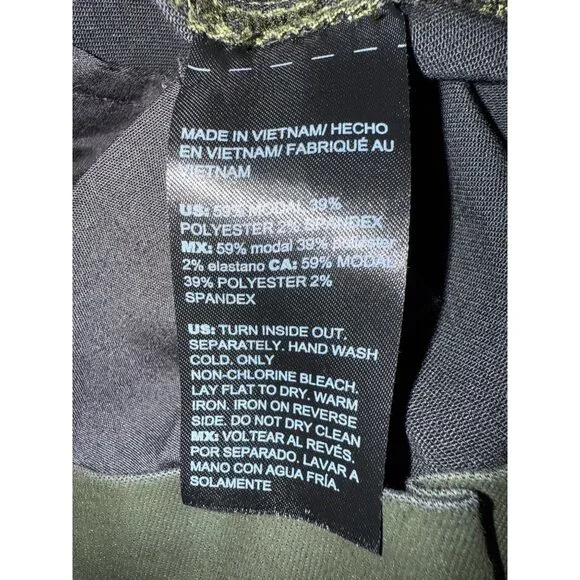 MADE IN VIETNAM/ HECHO
EN VIETNAM/ FABRIQUÉ AU
VIETNAM
US: 59% MODAL 39%
POLYESTER 2% SPANDEX
MX: 59% modal 39% poliéster
2% elastano CA: 59% MODAL
39% POLYESTER 2%
SPANDEX
US: TURN INSIDE OUT,
SEPARATELY. HAND WASH
COLD. ONLY
NON-CHLORINE BLEACH.
LAY FLAT TO DRY. WARM
IRON. IRON ON REVERSE
SIDE. DO NOT DRY CLEAN
MX: VOLTEAR AL REVÉS,
POR SEPARADO. LAVAR A
MANO CON AGUA FRÍA.
SOLAMENTE